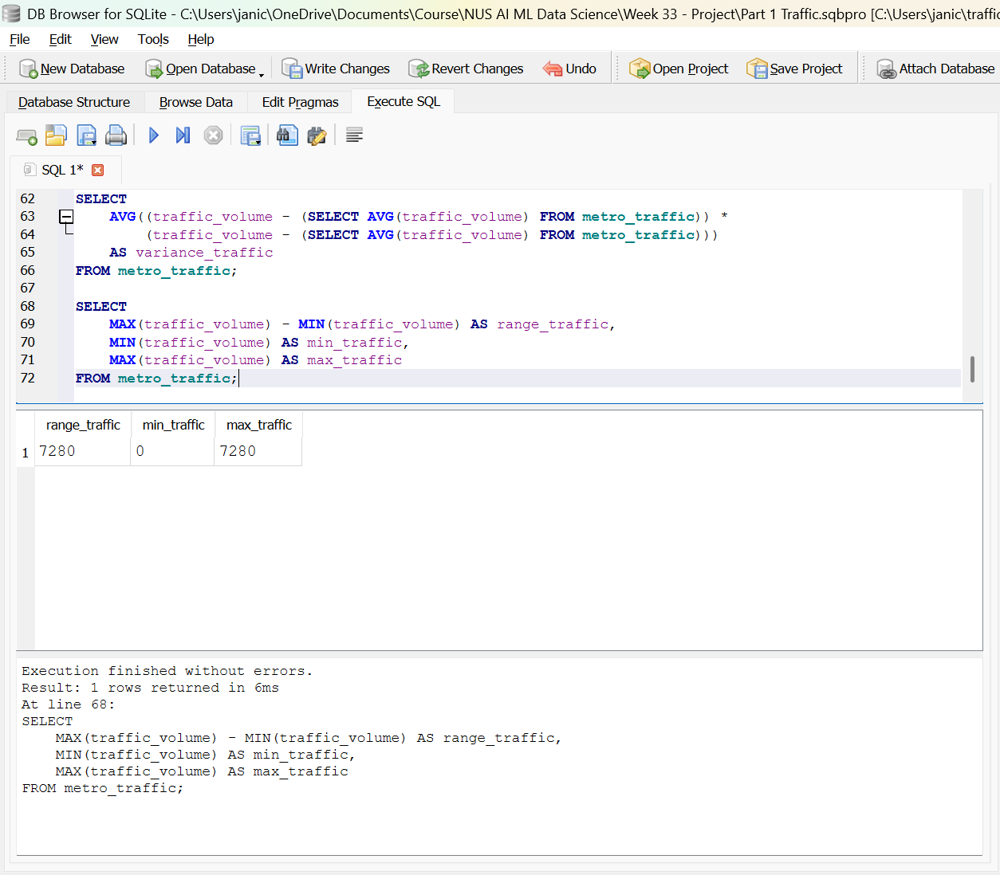 DB Browser for SQLite - C:\Users\janic\OneDrive\Documents\Course\NUS AI ML Data Science\Week 33 - Project\Part 1 Traffic.sqbpro [C:\Users\janic\traffic
File Edit View Tools Help
New Database Open Database Write Changes Revert Changes Undo Open Project Save Project Attach Database
Database Structure Browse Data Edit Pragmas Execute SQL
SQL 1*
62 SELECT
63 AVG((traffic_volume - (SELECT AVG(traffic_volume) FROM metro_traffic)) *
64 (traffic_volume - (SELECT AVG(traffic_volume) FROM metro_traffic)))
65 AS variance_traffic
66 FROM metro_traffic;
67
68 SELECT
69 MAX(traffic_volume) - MIN(traffic_volume) AS range_traffic,
70 MIN(traffic_volume) AS min_traffic,
71 MAX(traffic_volume) AS max_traffic
72 FROM metro_traffic;
range_traffic min_traffic max_traffic
1 7280 0 7280
Execution finished without errors.
Result: 1 rows returned in 6ms
At line 68:
SELECT
MAX(traffic_volume) - MIN(traffic_volume) AS range_traffic,
MIN(traffic_volume) AS min_traffic,
MAX(traffic_volume) AS max_traffic
FROM metro_traffic;